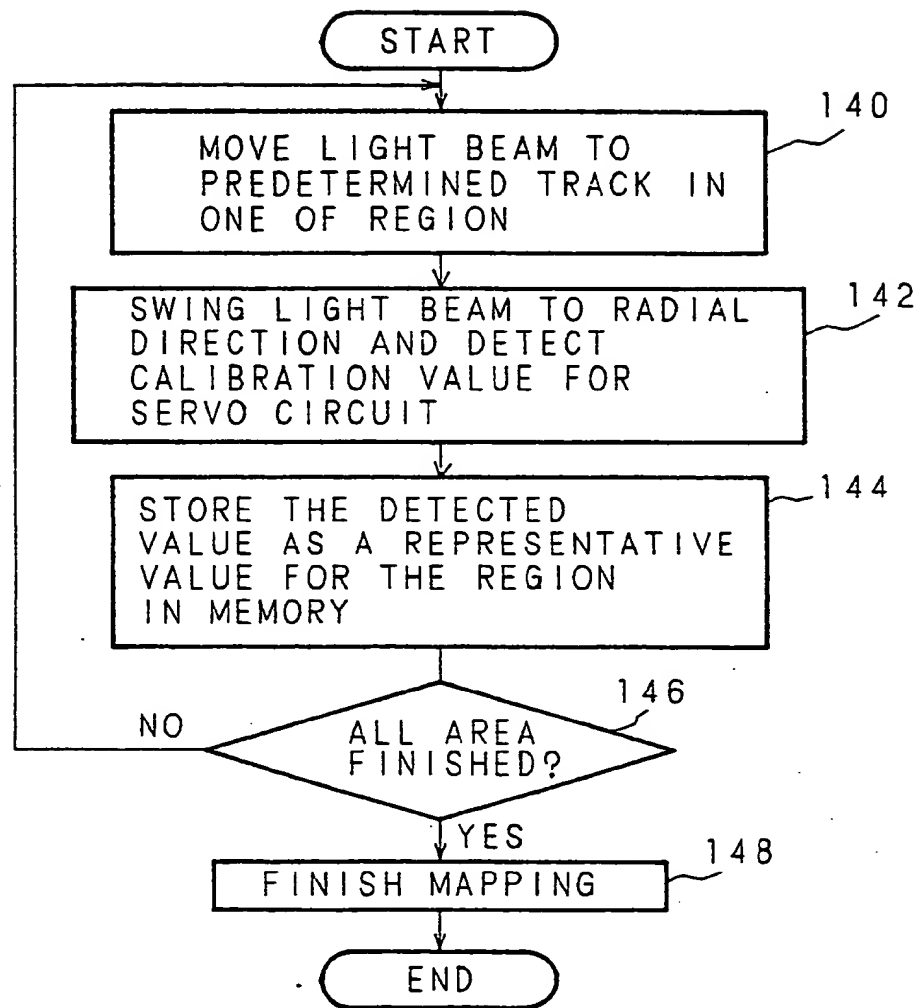 START
140
MOVE LIGHT BEAM TO
PREDETERMINED TRACK IN
ONE OF REGION
142
SWING LIGHT BEAM TO RADIAL
DIRECTION AND DETECT
CALIBRATION VALUE FOR
SERVO CIRCUIT
144
STORE THE DETECTED
VALUE AS A REPRESENTATIVE
VALUE FOR THE REGION
IN MEMORY
146
NO
ALL AREA
FINISHED?
YES
148
FINISH MAPPING
END